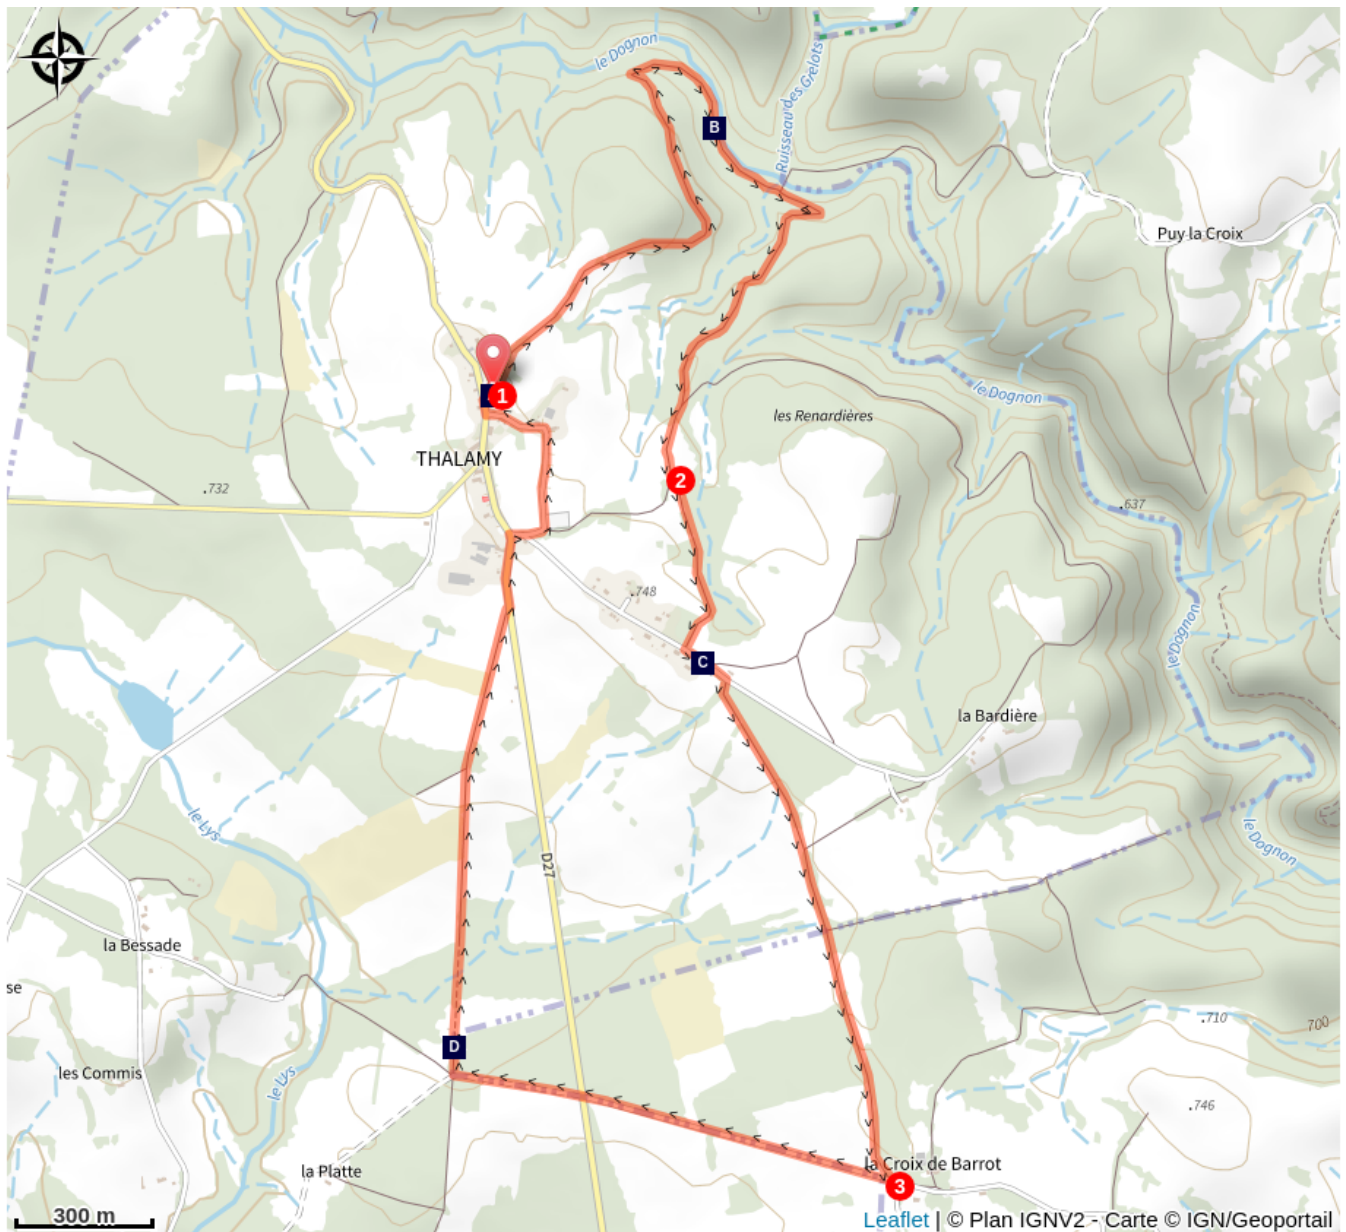 le Dognon
Ruisseau des Grelots
B
Puy la Croix
1
le Dognon
les Renardières
THALAMY
2
.732
.637
.748
le Dognon
C
la Bardière
le Lys
le Dognon
D27
la Bessade
se
D
.710
700
les Commis
le Lys
.746
la Croix de Barrot
la Platte
3
300 m
Leaflet | © Plan IGNV2 - Carte © IGN/Geoportail